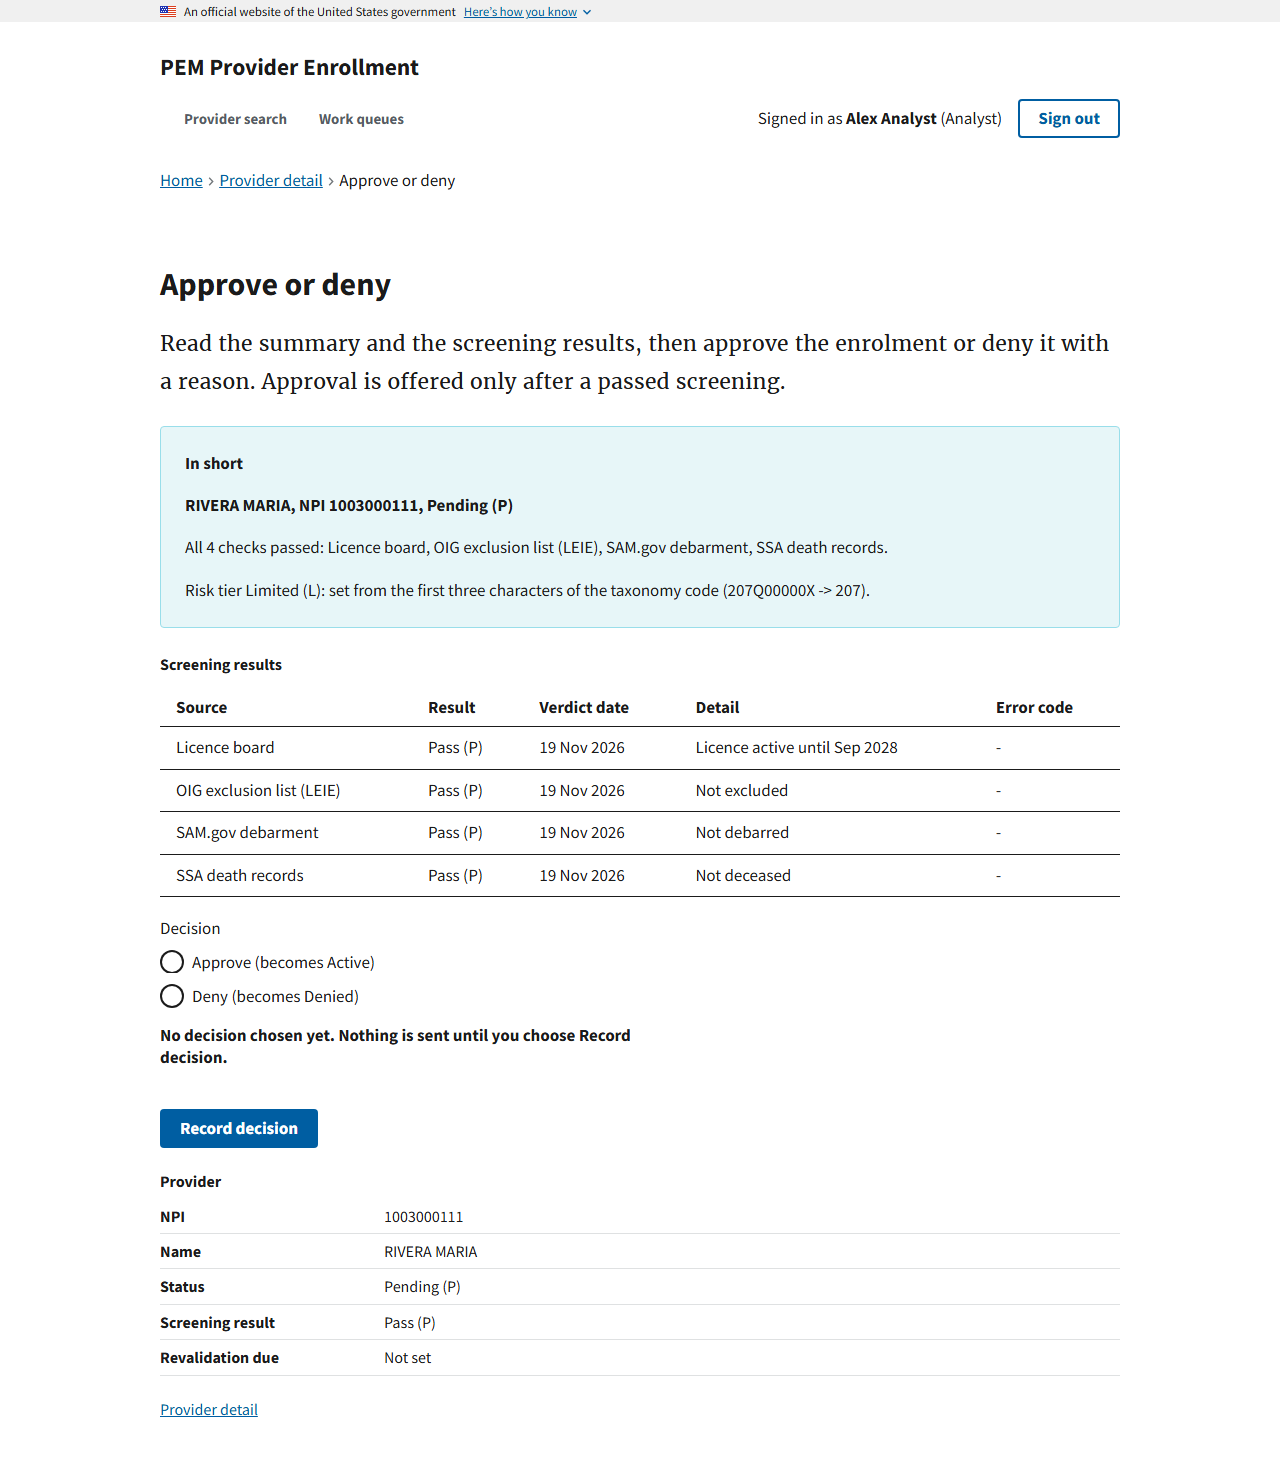 An official website of the United States government Here's how you know
PEM Provider Enrollment
Provider search Work queues Signed in as Alex Analyst (Analyst) Sign out
Home › Provider detail › Approve or deny
Approve or deny
Read the summary and the screening results, then approve the enrolment or deny it with
a reason. Approval is offered only after a passed screening.
In short
RIVERA MARIA, NPI 1003000111, Pending (P)
All 4 checks passed: Licence board, OIG exclusion list (LEIE), SAM.gov debarment, SSA death records.
Risk tier Limited (L): set from the first three characters of the taxonomy code (207Q00000X -> 207).
Screening results
Source Result Verdict date Detail Error code
Licence board Pass (P) 19 Nov 2026 Licence active until Sep 2028 -
OIG exclusion list (LEIE) Pass (P) 19 Nov 2026 Not excluded -
SAM.gov debarment Pass (P) 19 Nov 2026 Not debarred -
SSA death records Pass (P) 19 Nov 2026 Not deceased -
Decision
Approve (becomes Active)
Deny (becomes Denied)
No decision chosen yet. Nothing is sent until you choose Record
decision.
Record decision
Provider
NPI 1003000111
Name RIVERA MARIA
Status Pending (P)
Screening result Pass (P)
Revalidation due Not set
Provider detail